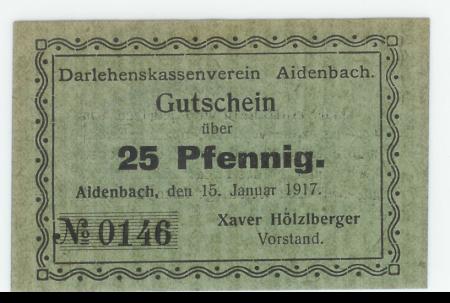 Darlehenskassenverein Aidenbach.
Gutschein
über
25 Pfennig.
Aidenbach, den 15. Januar 1917.
№ 0146
Xaver Hölzlberger
Vorstand.